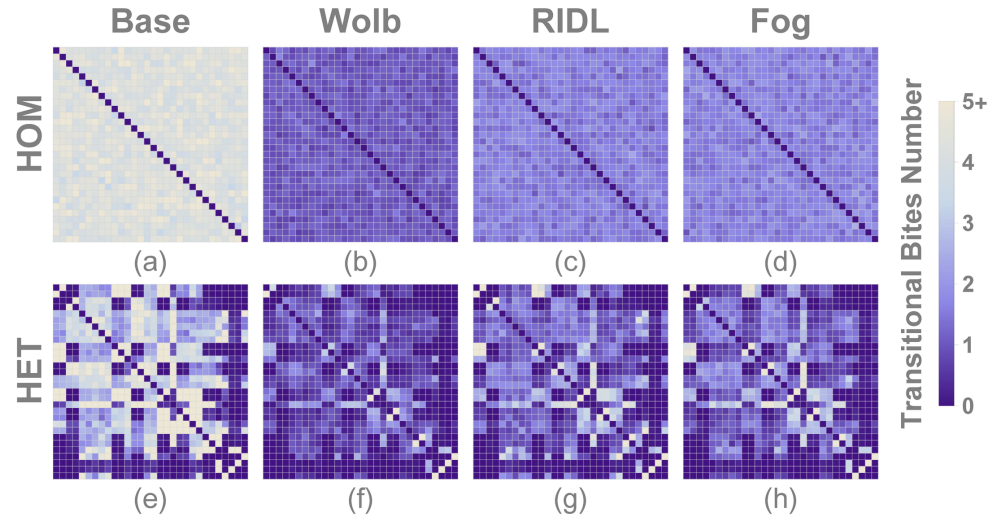 Base Wolb RIDL Fog
HOM
(a) (b) (c) (d)
HET
(e) (f) (g) (h)
Transitional Bites Number
5+
4
3
2
1
0